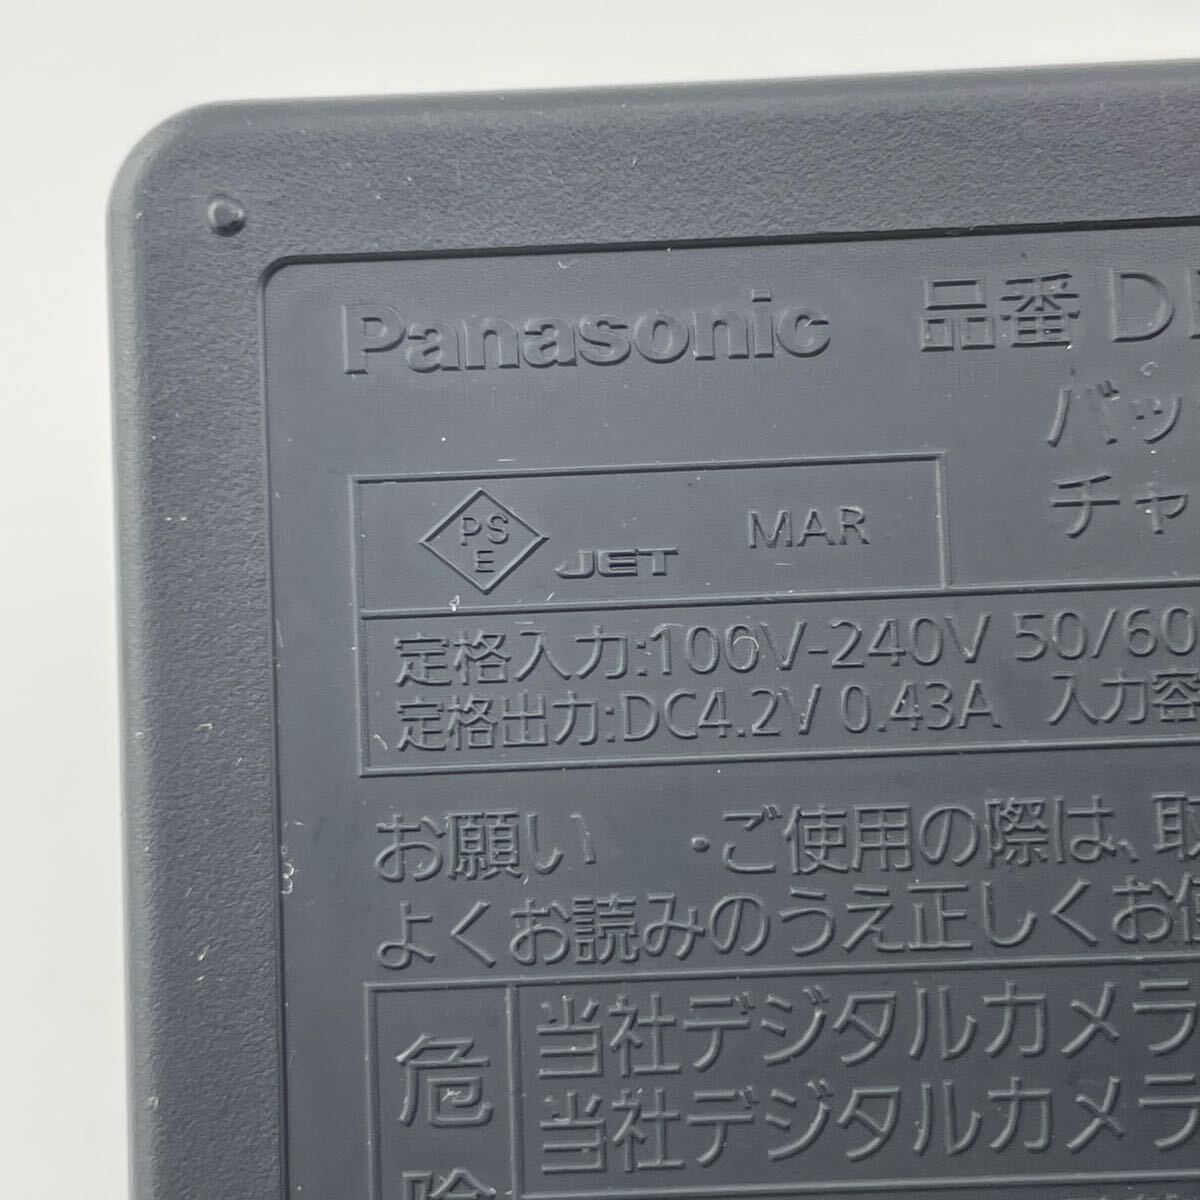 Panasonic 品番 D
バッ
チャ
PS
E
JET MAR
定格入力:100V-240V 50/60
定格出力:DC4.2V 0.43A 入力容
お願い ・ご使用の際は、取
よくお読みのうえ正しくお使
危険
当社デジタルカメラ
当社デジタルカメラ